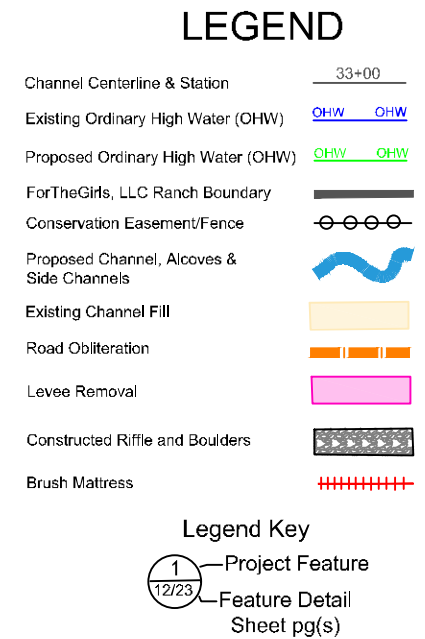 LEGEND
Channel Centerline & Station 33+00
Existing Ordinary High Water (OHW) OHW OHW
Proposed Ordinary High Water (OHW) OHW OHW
ForTheGirls, LLC Ranch Boundary
Conservation Easement/Fence
Proposed Channel, Alcoves &
Side Channels
Existing Channel Fill
Road Obliteration
Levee Removal
Constructed Riffle and Boulders
Brush Mattress
Legend Key
1 Project Feature
12/23 Feature Detail
Sheet pg(s)